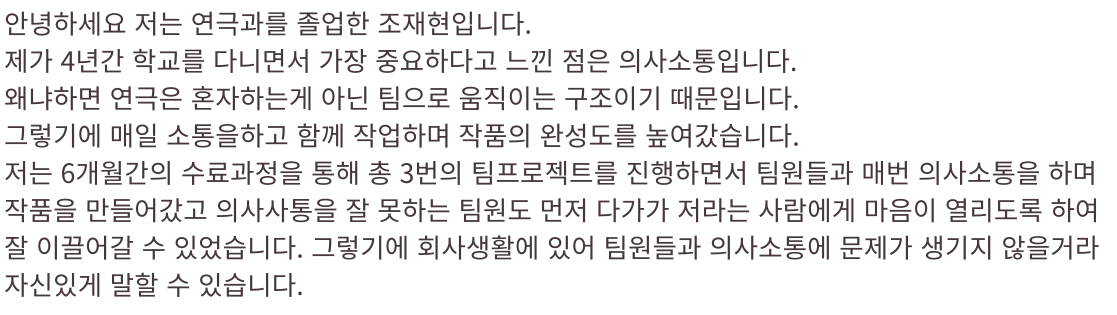 안녕하세요 저는 연극과를 졸업한 조재현입니다.
제가 4년간 학교를 다니면서 가장 중요하다고 느낀 점은 의사소통입니다.
왜냐하면 연극은 혼자하는게 아닌 팀으로 움직이는 구조이기 때문입니다.
그렇기에 매일 소통을하고 함께 작업하며 작품의 완성도를 높여갔습니다.
저는 6개월간의 수료과정을 통해 총 3번의 팀프로젝트를 진행하면서 팀원들과 매번 의사소통을 하며
작품을 만들어갔고 의사사통을 잘 못하는 팀원도 먼저 다가가 저라는 사람에게 마음이 열리도록 하여
잘 이끌어갈 수 있었습니다. 그렇기에 회사생활에 있어 팀원들과 의사소통에 문제가 생기지 않을거라
자신있게 말할 수 있습니다.